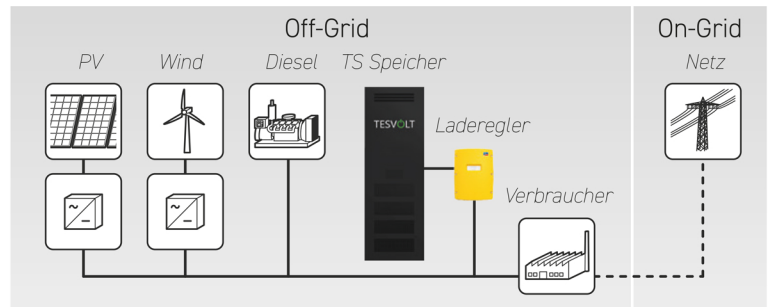 Off-Grid
On-Grid
PV
Wind
Diesel
TS Speicher
Netz
TESVOLT
Laderegler
Verbraucher